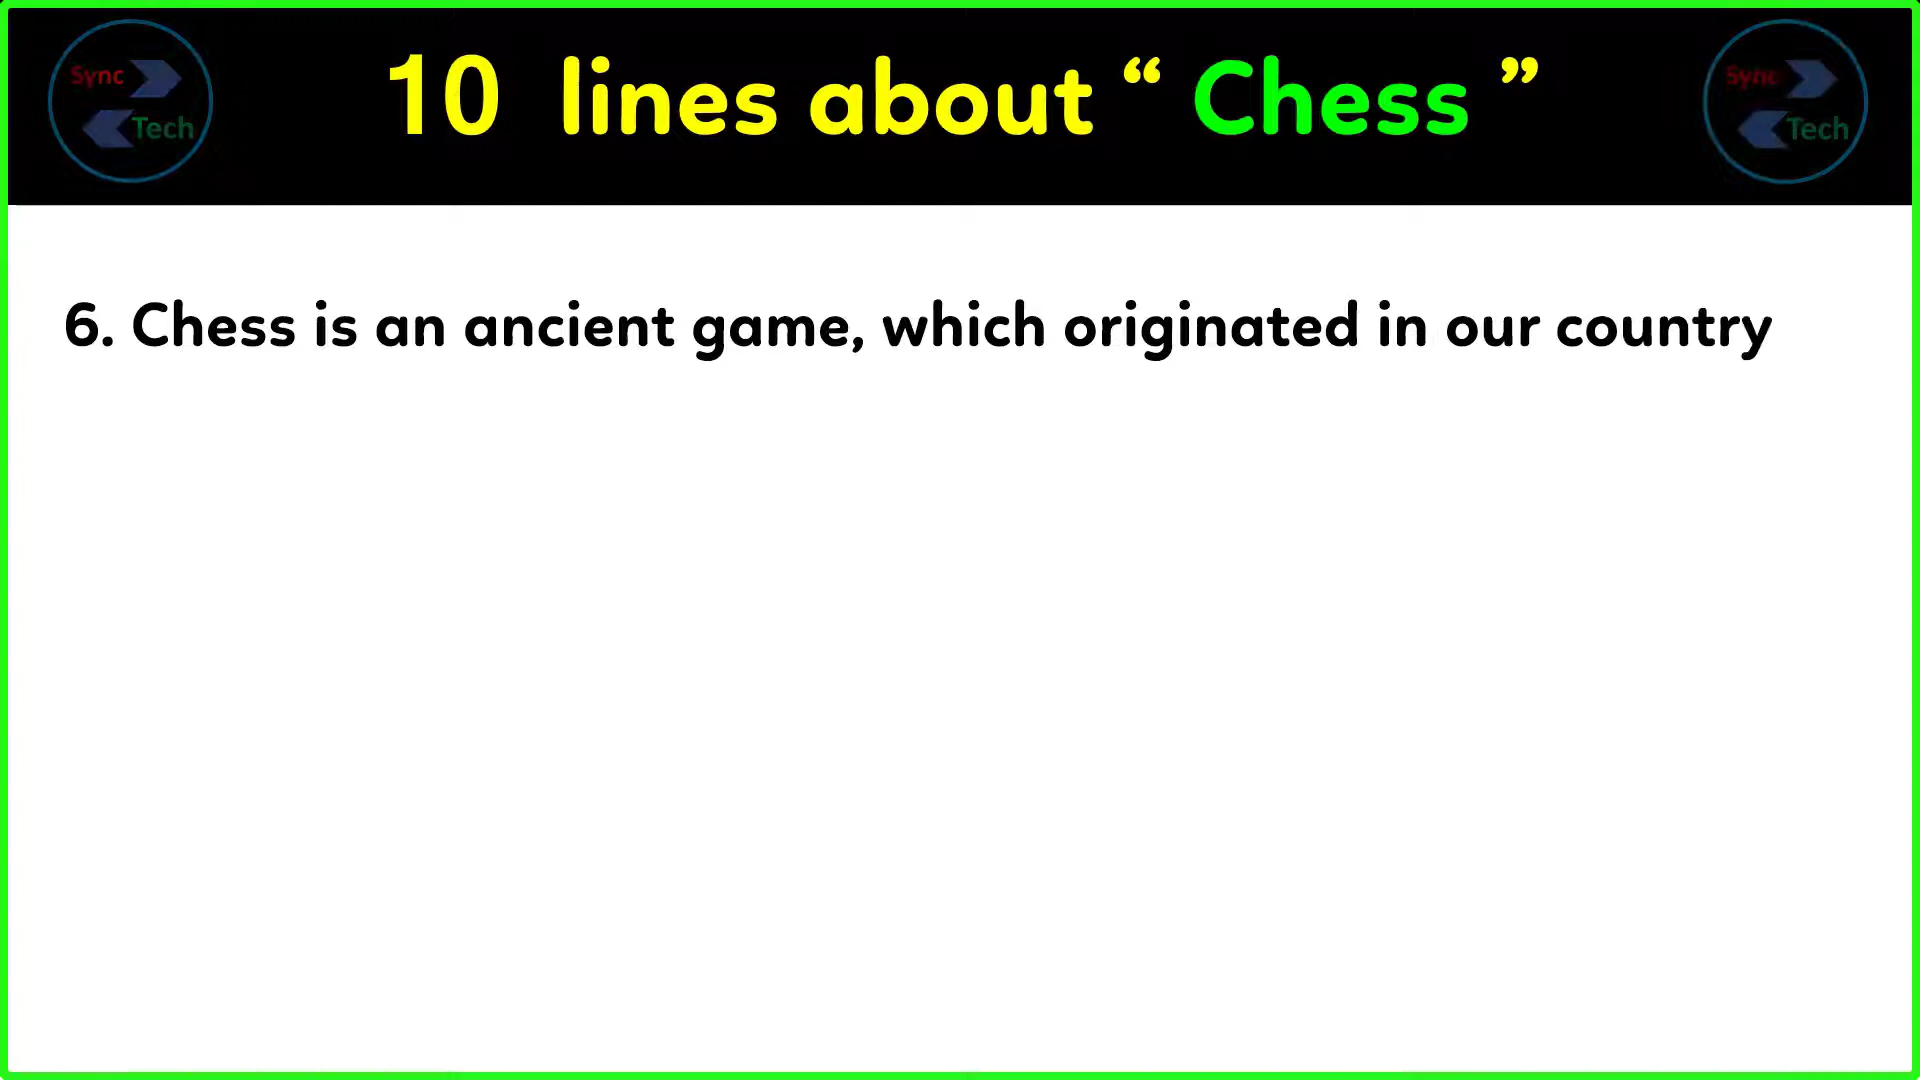 Sync
Tech
10 lines about “ Chess ”
Sync
Tech
6. Chess is an ancient game, which originated in our country